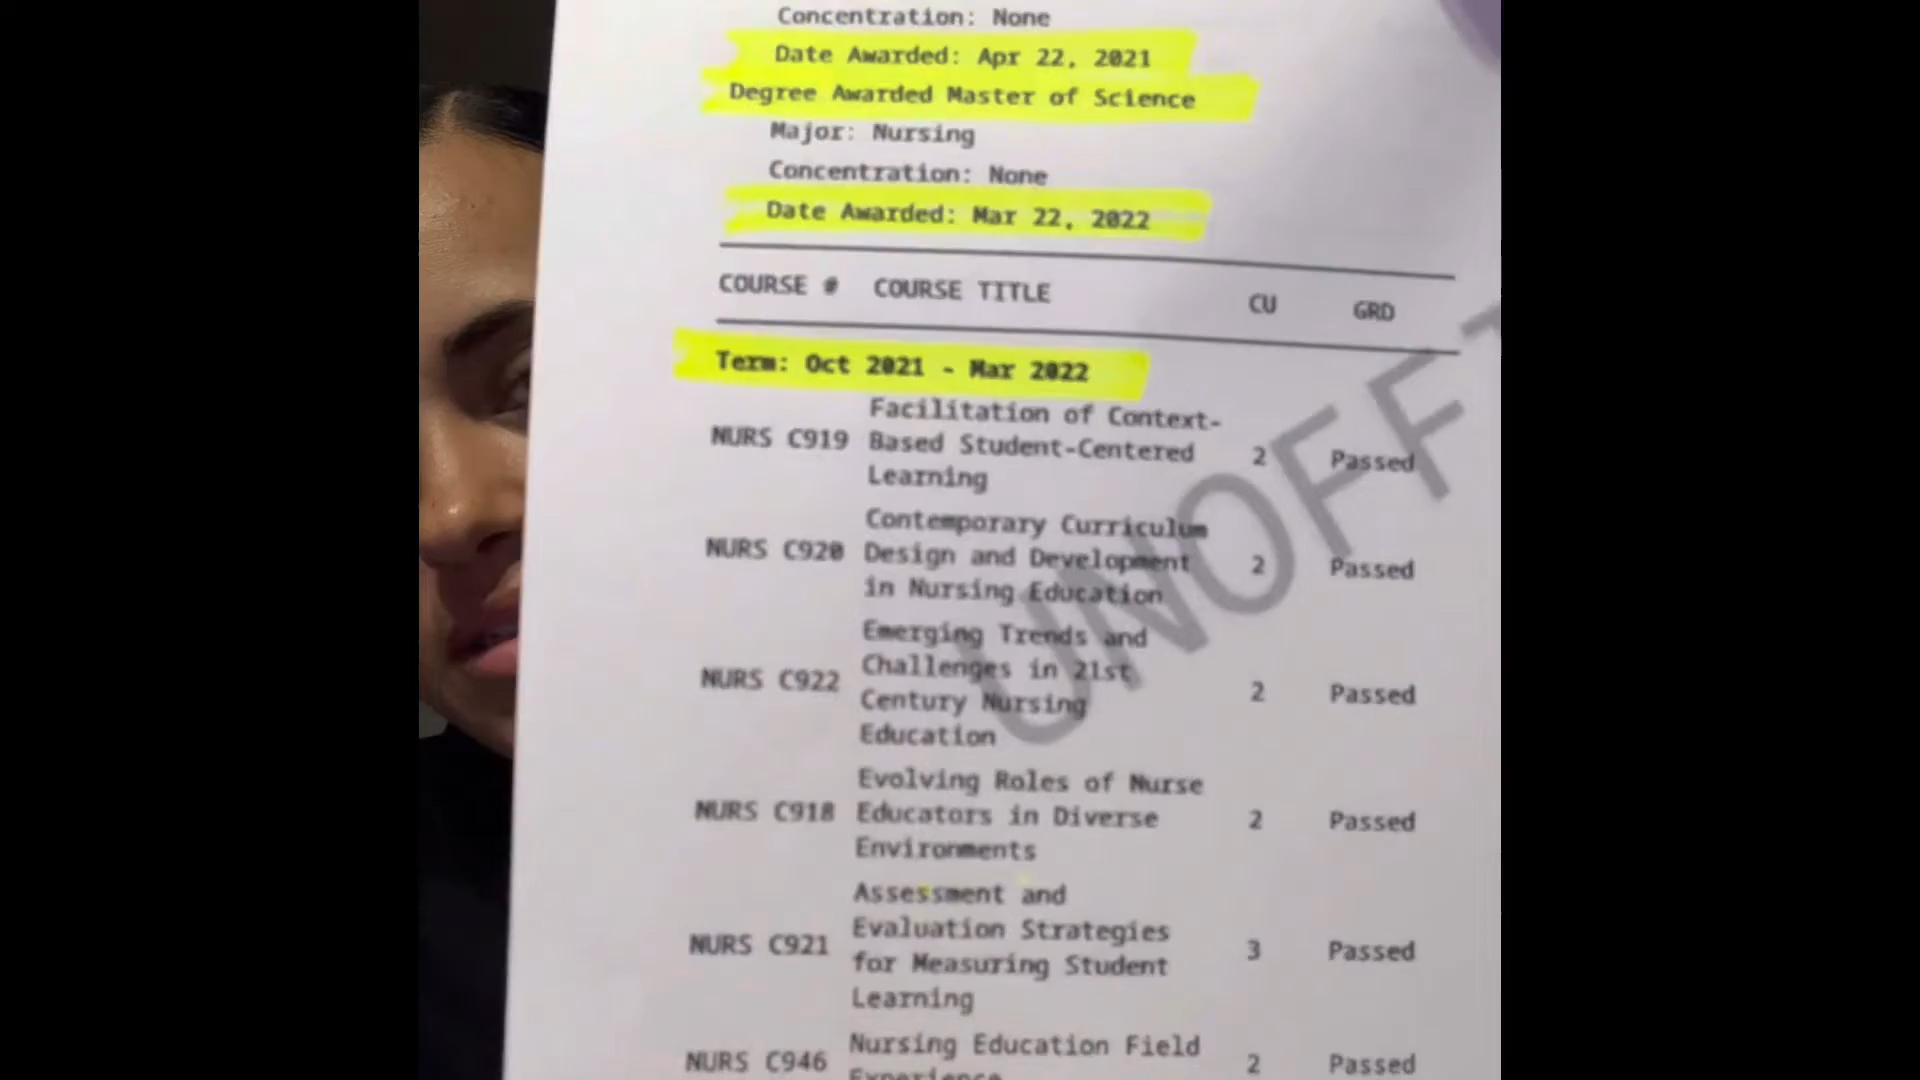 Concentration: None
Date Awarded: Apr 22, 2021
Degree Awarded Master of Science
Major: Nursing
Concentration: None
Date Awarded: Mar 22, 2022
COURSE # COURSE TITLE CU GRD
Term: Oct 2021 - Mar 2022
Facilitation of Context-
NURS C919 Based Student-Centered 2 Passed
Learning
Contemporary Curriculum
NURS C920 Design and Development 2 Passed
in Nursing Education
Emerging Trends and
Challenges in 21st
NURS C922 Century Nursing 2 Passed
Education
Evolving Roles of Nurse
NURS C918 Educators in Diverse 2 Passed
Environments
Assessment and
Evaluation Strategies
NURS C921 for Measuring Student 3 Passed
Learning
Nursing Education Field
NURS C946 Experience 2 Passed
UNOFF